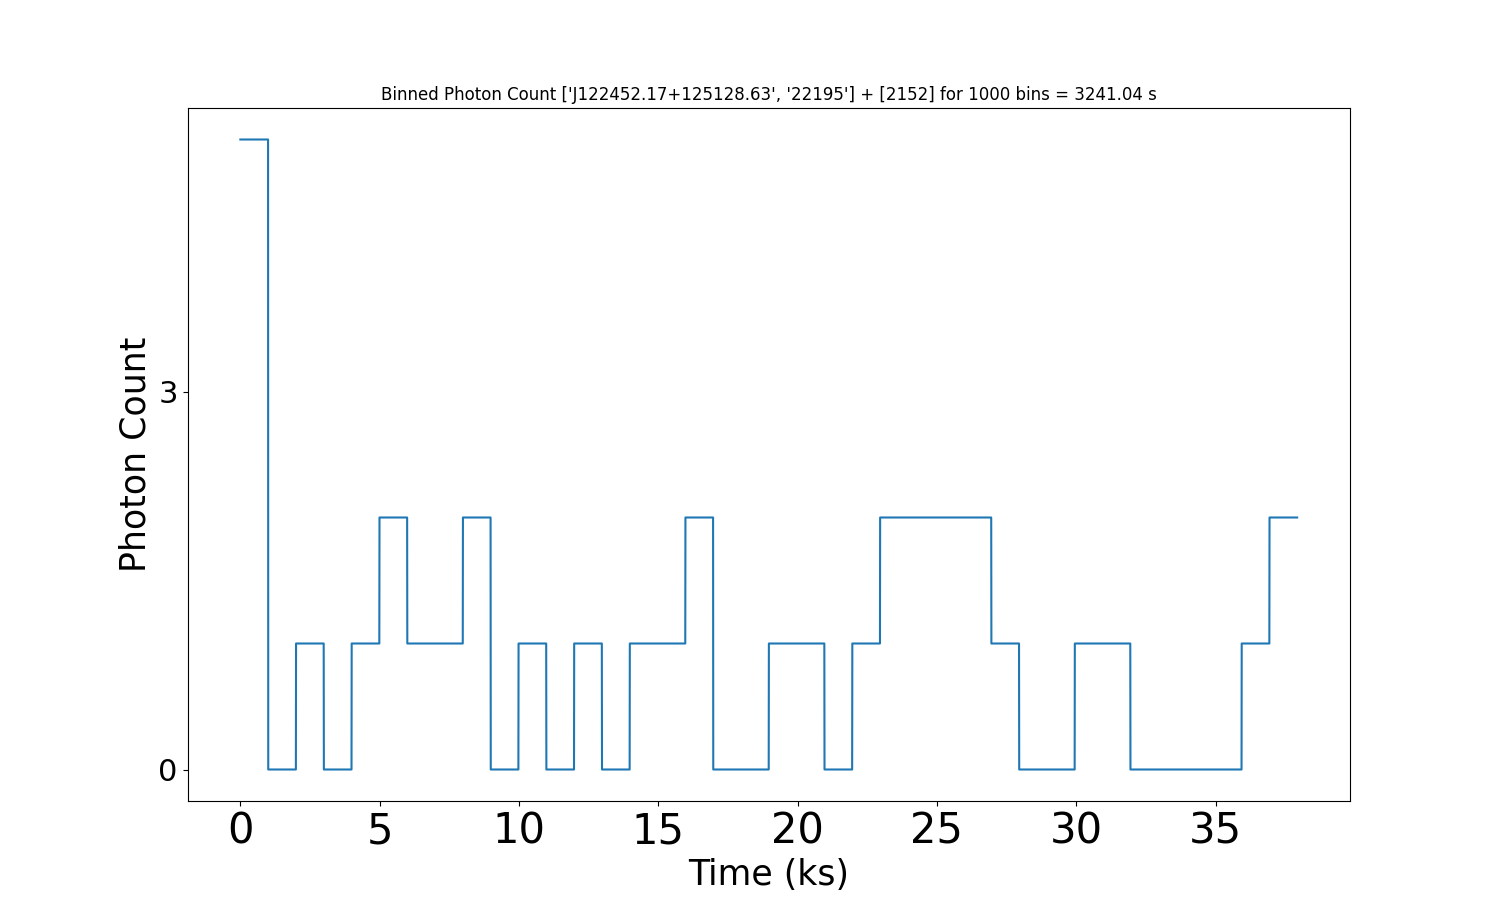 Binned Photon Count ['J122452.17+125128.63', '22195'] + [2152] for 1000 bins = 3241.04 s
Photon Count
3
0
0 5 10 15 20 25 30 35
Time (ks)